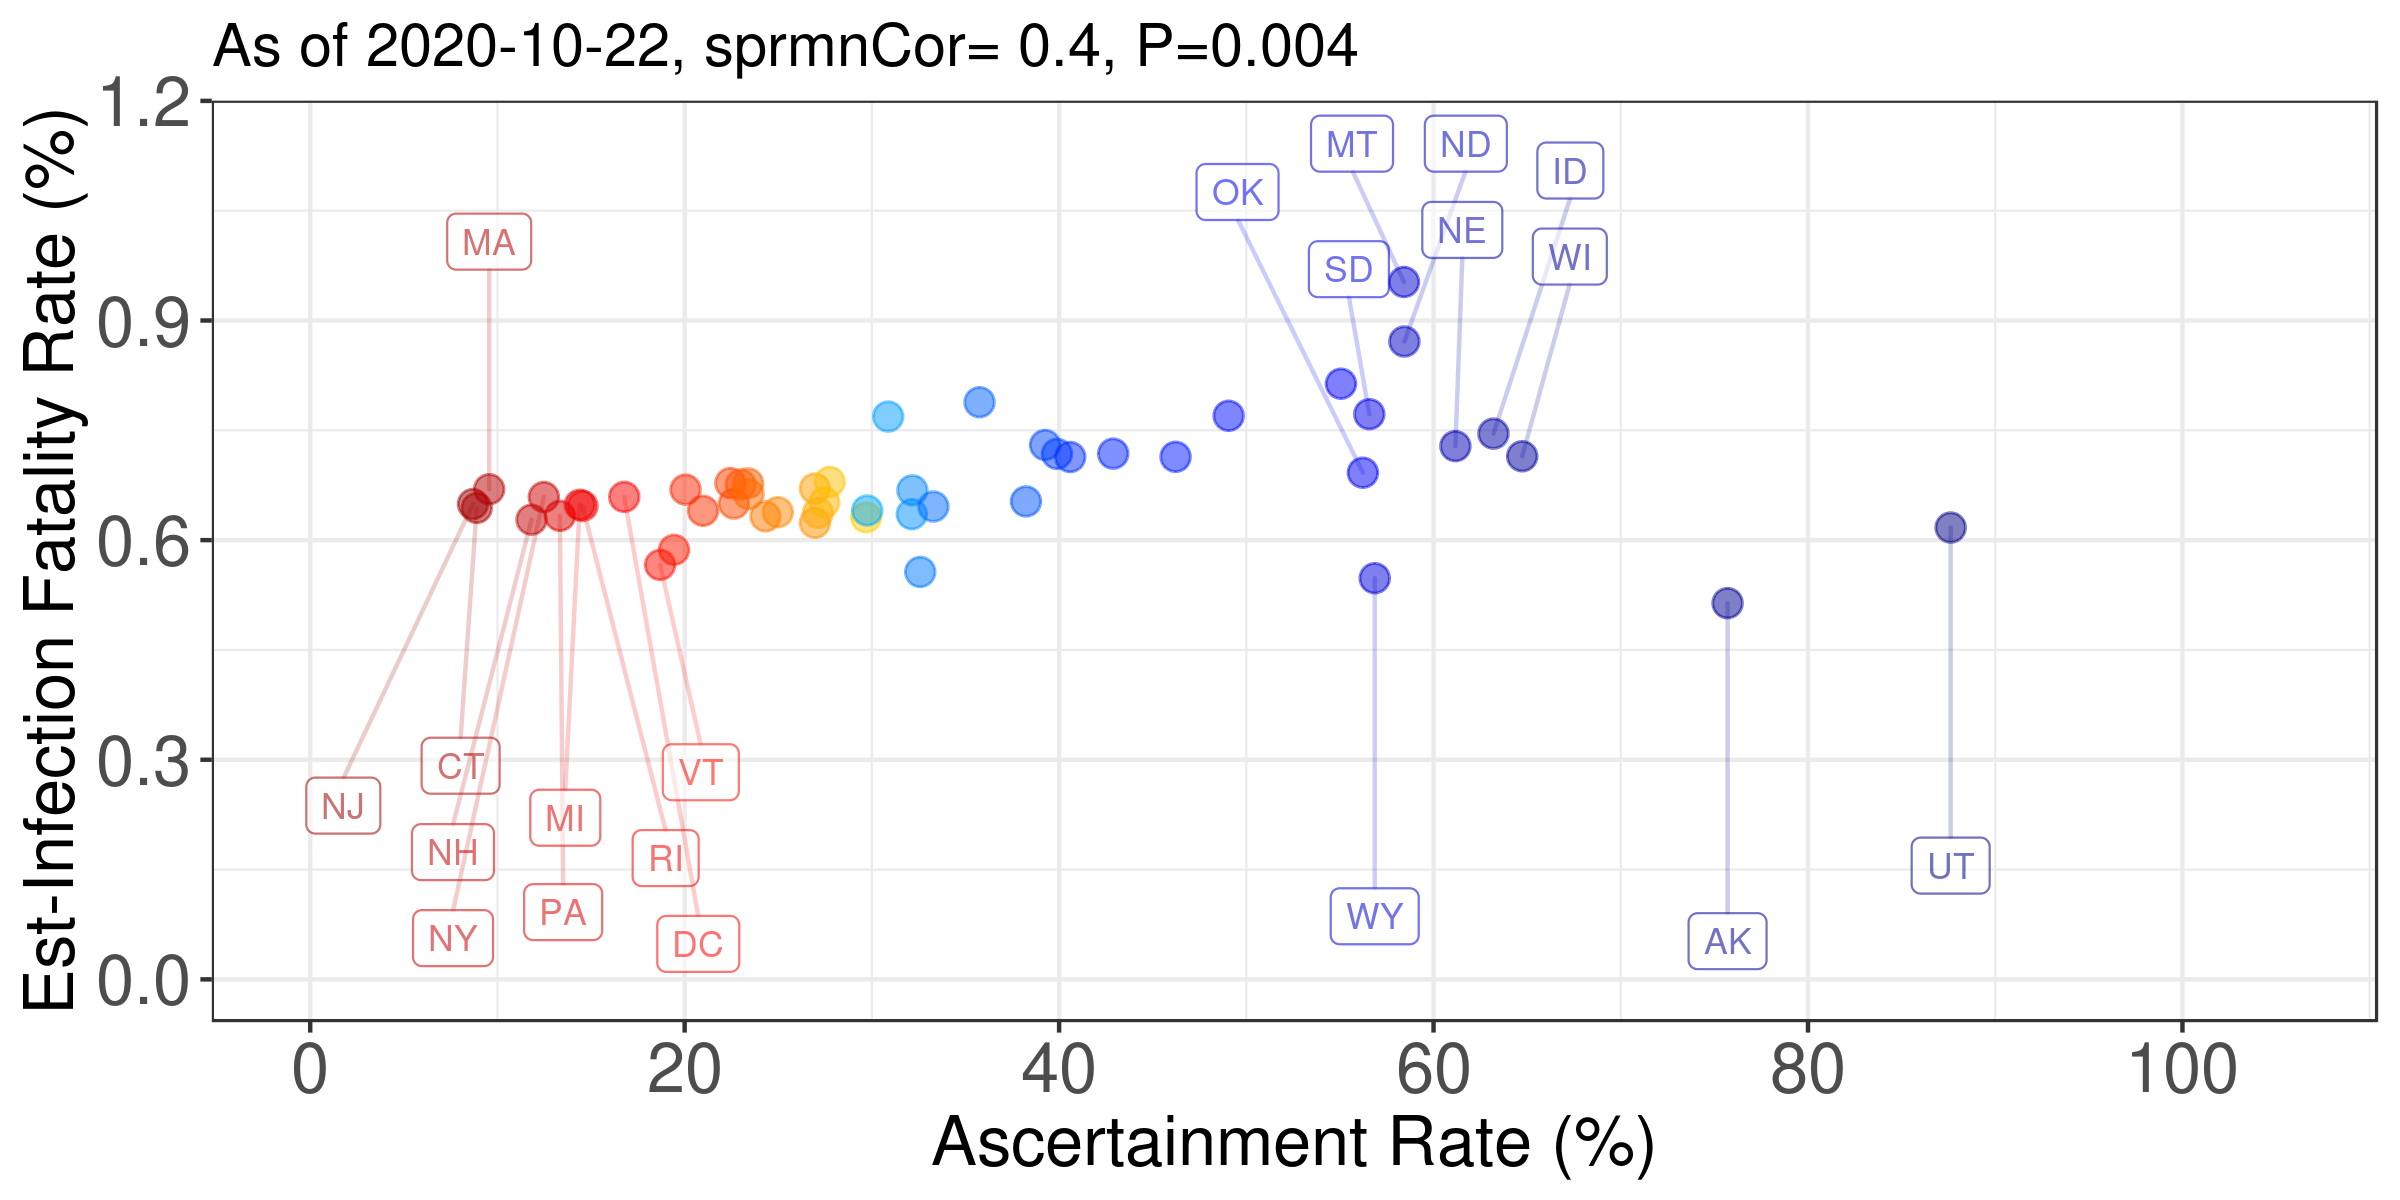 As of 2020-10-22, sprmnCor= 0.4, P=0.004
Est-Infection Fatality Rate (%)
1.2
0.9
0.6
0.3
0.0
MT
ND
ID
OK
NE
MA
WI
SD
CT
VT
NJ
MI
NH
RI
UT
PA
WY
NY
DC
AK
0
20
40
60
80
100
Ascertainment Rate (%)